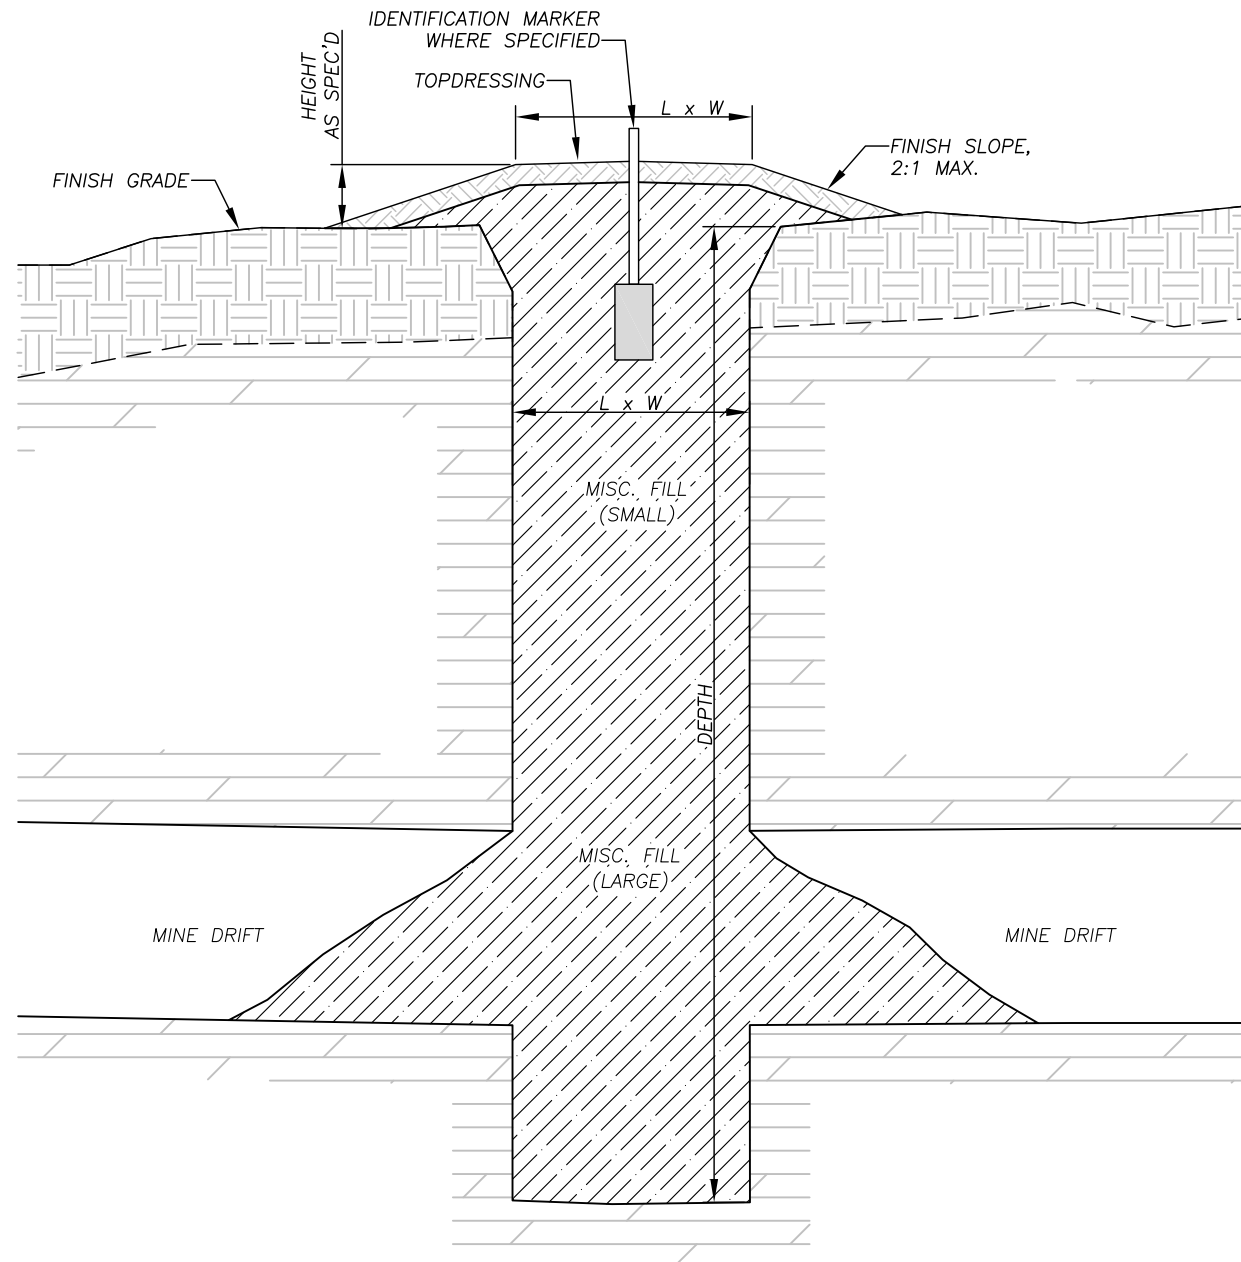 IDENTIFICATION MARKER
WHERE SPECIFIED
HEIGHT
AS SPEC'D
TOPDRESSING
L x W
FINISH SLOPE,
2:1 MAX.
FINISH GRADE
L x W
MISC. FILL
(SMALL)
DEPTH
MISC. FILL
(LARGE)
MINE DRIFT
MINE DRIFT